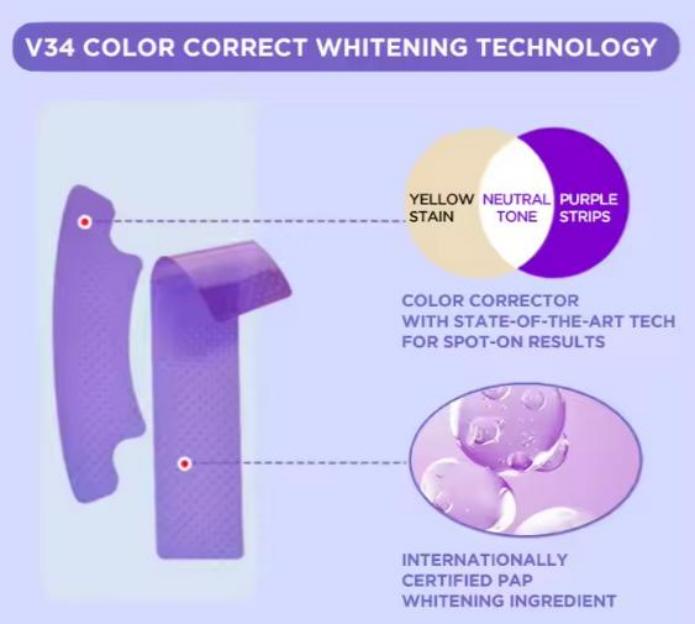 V34 COLOR CORRECT WHITENING TECHNOLOGY
YELLOW STAIN
NEUTRAL TONE
PURPLE STRIPS
COLOR CORRECTOR
WITH STATE-OF-THE-ART TECH
FOR SPOT-ON RESULTS
INTERNATIONALLY
CERTIFIED PAP
WHITENING INGREDIENT